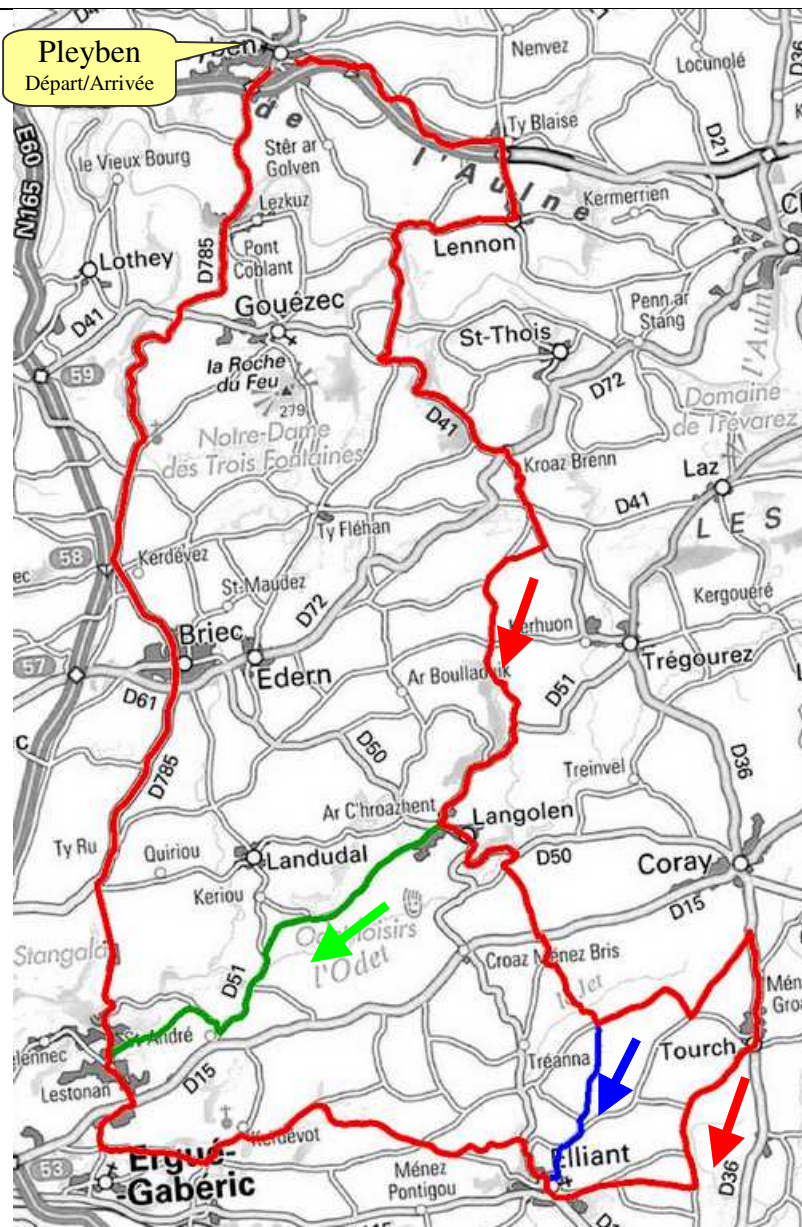 Pleyben
Départ/Arrivée
Nenvez
Locunolé
D36
E60
N165
le Vieux Bourg
Stêr ar
Golven
de
l'Aulne
Ty Blaise
D21
Lezkuz
Kermerrien
Lennon
Lothey
D785
Pont
Coblant
D41
Gouézec
Penn ar
Stang
St-Thois
59
la Roche
du Feu
279
D41
D72
Domaine
de Trévarez
Notre-Dame
des Trois Fontaines
Kroaz Brenn
Laz
D41
LES
Ty Fléhan
58
Kerdévez
St-Maudez
D72
Kergoueré
Briec
Edern
Kerhuon
Trégourez
57
D61
Ar Boullaouik
D51
D50
D785
D36
Treinvel
Ar C'hroazhent
Langolen
Ty Ru
Quiriou
Landudal
D50
Coray
Keriou
D15
l'Odet
Croaz Ménez Bris
D51
le Jet
St-André
Tréanna
Tourch
Lestonan
D15
Kerdévot
Elliant
53
Ergué-
-Gabéric
Ménez
Pontigou
D36